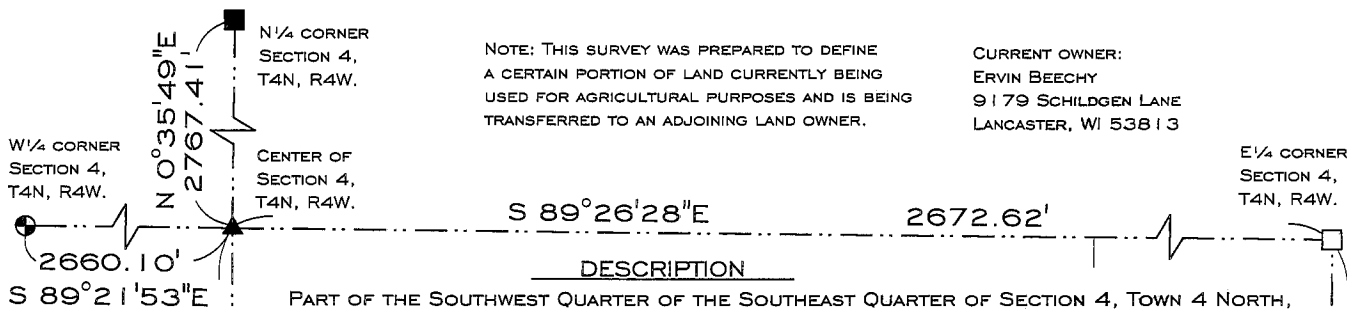 N¼ CORNER
SECTION 4,
T4N, R4W.
N 0°35'49"E
2767.41'
NOTE: THIS SURVEY WAS PREPARED TO DEFINE
A CERTAIN PORTION OF LAND CURRENTLY BEING
USED FOR AGRICULTURAL PURPOSES AND IS BEING
TRANSFERRED TO AN ADJOINING LAND OWNER.
CURRENT OWNER:
ERVIN BEECHY
9179 SCHILDGEN LANE
LANCASTER, WI 53813
W¼ CORNER
SECTION 4,
T4N, R4W.
CENTER OF
SECTION 4,
T4N, R4W.
E¼ CORNER
SECTION 4,
T4N, R4W.
S 89°26'28"E
2672.62'
2660.10'
S 89°21'53"E
DESCRIPTION
PART OF THE SOUTHWEST QUARTER OF THE SOUTHEAST QUARTER OF SECTION 4, TOWN 4 NORTH,